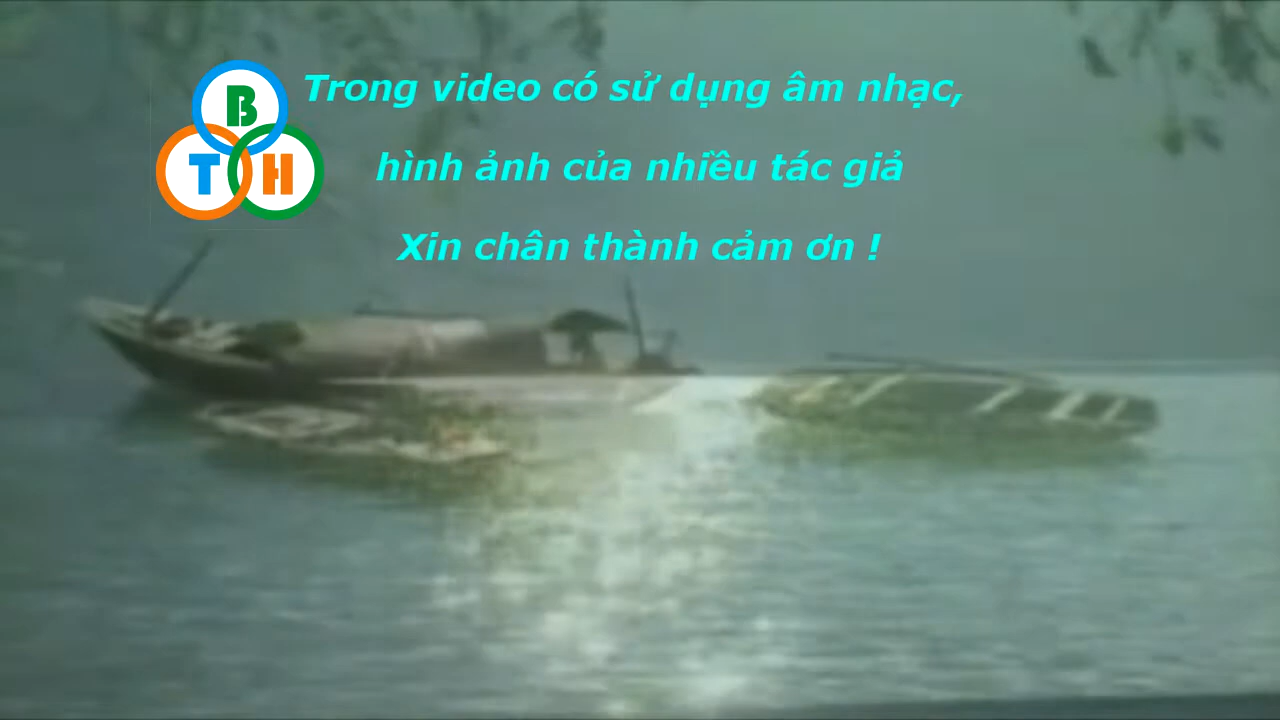 B
T H
Trong video có sử dụng âm nhạc,
hình ảnh của nhiều tác giả
Xin chân thành cảm ơn !